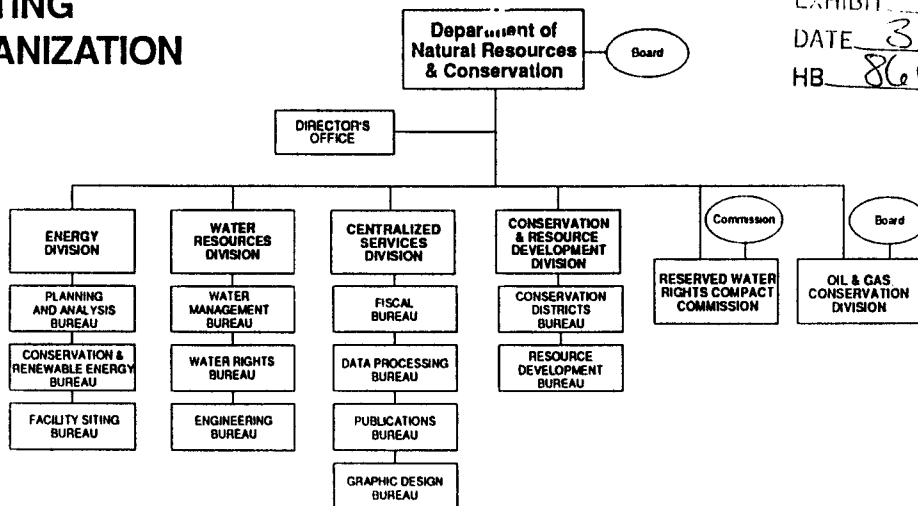 TING
ANIZATION
EXHIBIT
DATE 3
HB 86
Department of
Natural Resources
& Conservation
Board
DIRECTOR'S
OFFICE
ENERGY
DIVISION
PLANNING
AND ANALYSIS
BUREAU
CONSERVATION &
RENEWABLE ENERGY
BUREAU
FACILITY SITING
BUREAU
WATER
RESOURCES
DIVISION
WATER
MANAGEMENT
BUREAU
WATER RIGHTS
BUREAU
ENGINEERING
BUREAU
CENTRALIZED
SERVICES
DIVISION
FISCAL
BUREAU
DATA PROCESSING
BUREAU
PUBLICATIONS
BUREAU
GRAPHIC DESIGN
BUREAU
CONSERVATION
& RESOURCE
DEVELOPMENT
DIVISION
CONSERVATION
DISTRICTS
BUREAU
RESOURCE
DEVELOPMENT
BUREAU
Commission
RESERVED WATER
RIGHTS COMPACT
COMMISSION
Board
OIL & GAS
CONSERVATION
DIVISION